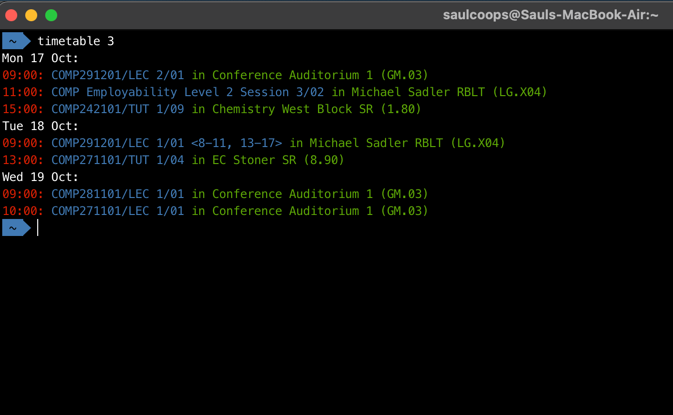 saulcoops@Sauls-MacBook-Air:~
~ timetable 3
Mon 17 Oct:
09:00: COMP291201/LEC 2/01 in Conference Auditorium 1 (GM.03)
11:00: COMP Employability Level 2 Session 3/02 in Michael Sadler RBLT (LG.X04)
15:00: COMP242101/TUT 1/09 in Chemistry West Block SR (1.80)
Tue 18 Oct:
09:00: COMP291201/LEC 1/01 <8-11, 13-17> in Michael Sadler RBLT (LG.X04)
13:00: COMP271101/TUT 1/04 in EC Stoner SR (8.90)
Wed 19 Oct:
09:00: COMP281101/LEC 1/01 in Conference Auditorium 1 (GM.03)
10:00: COMP271101/LEC 1/01 in Conference Auditorium 1 (GM.03)
~